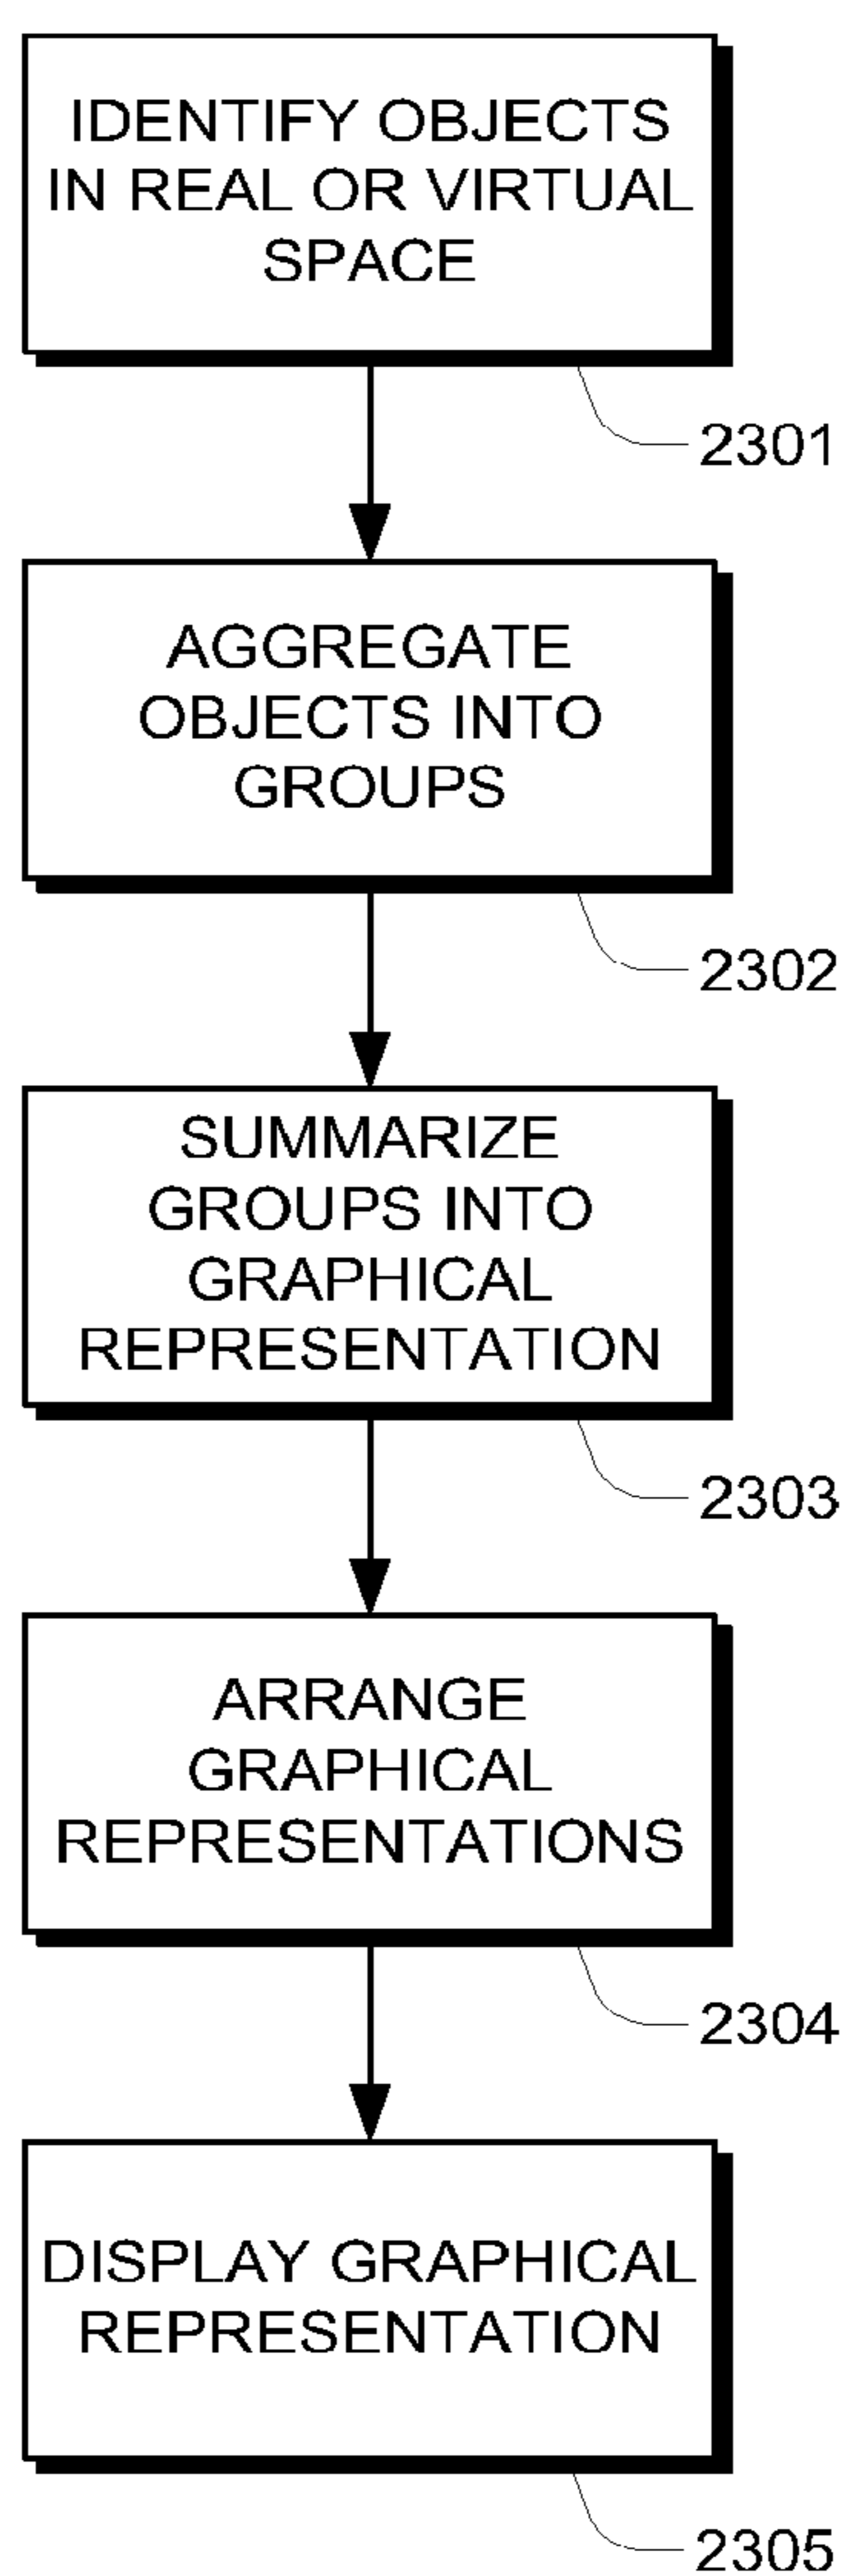 IDENTIFY OBJECTS
IN REAL OR VIRTUAL
SPACE
2301
AGGREGATE
OBJECTS INTO
GROUPS
2302
SUMMARIZE
GROUPS INTO
GRAPHICAL
REPRESENTATION
2303
ARRANGE
GRAPHICAL
REPRESENTATIONS
2304
DISPLAY GRAPHICAL
REPRESENTATION
2305